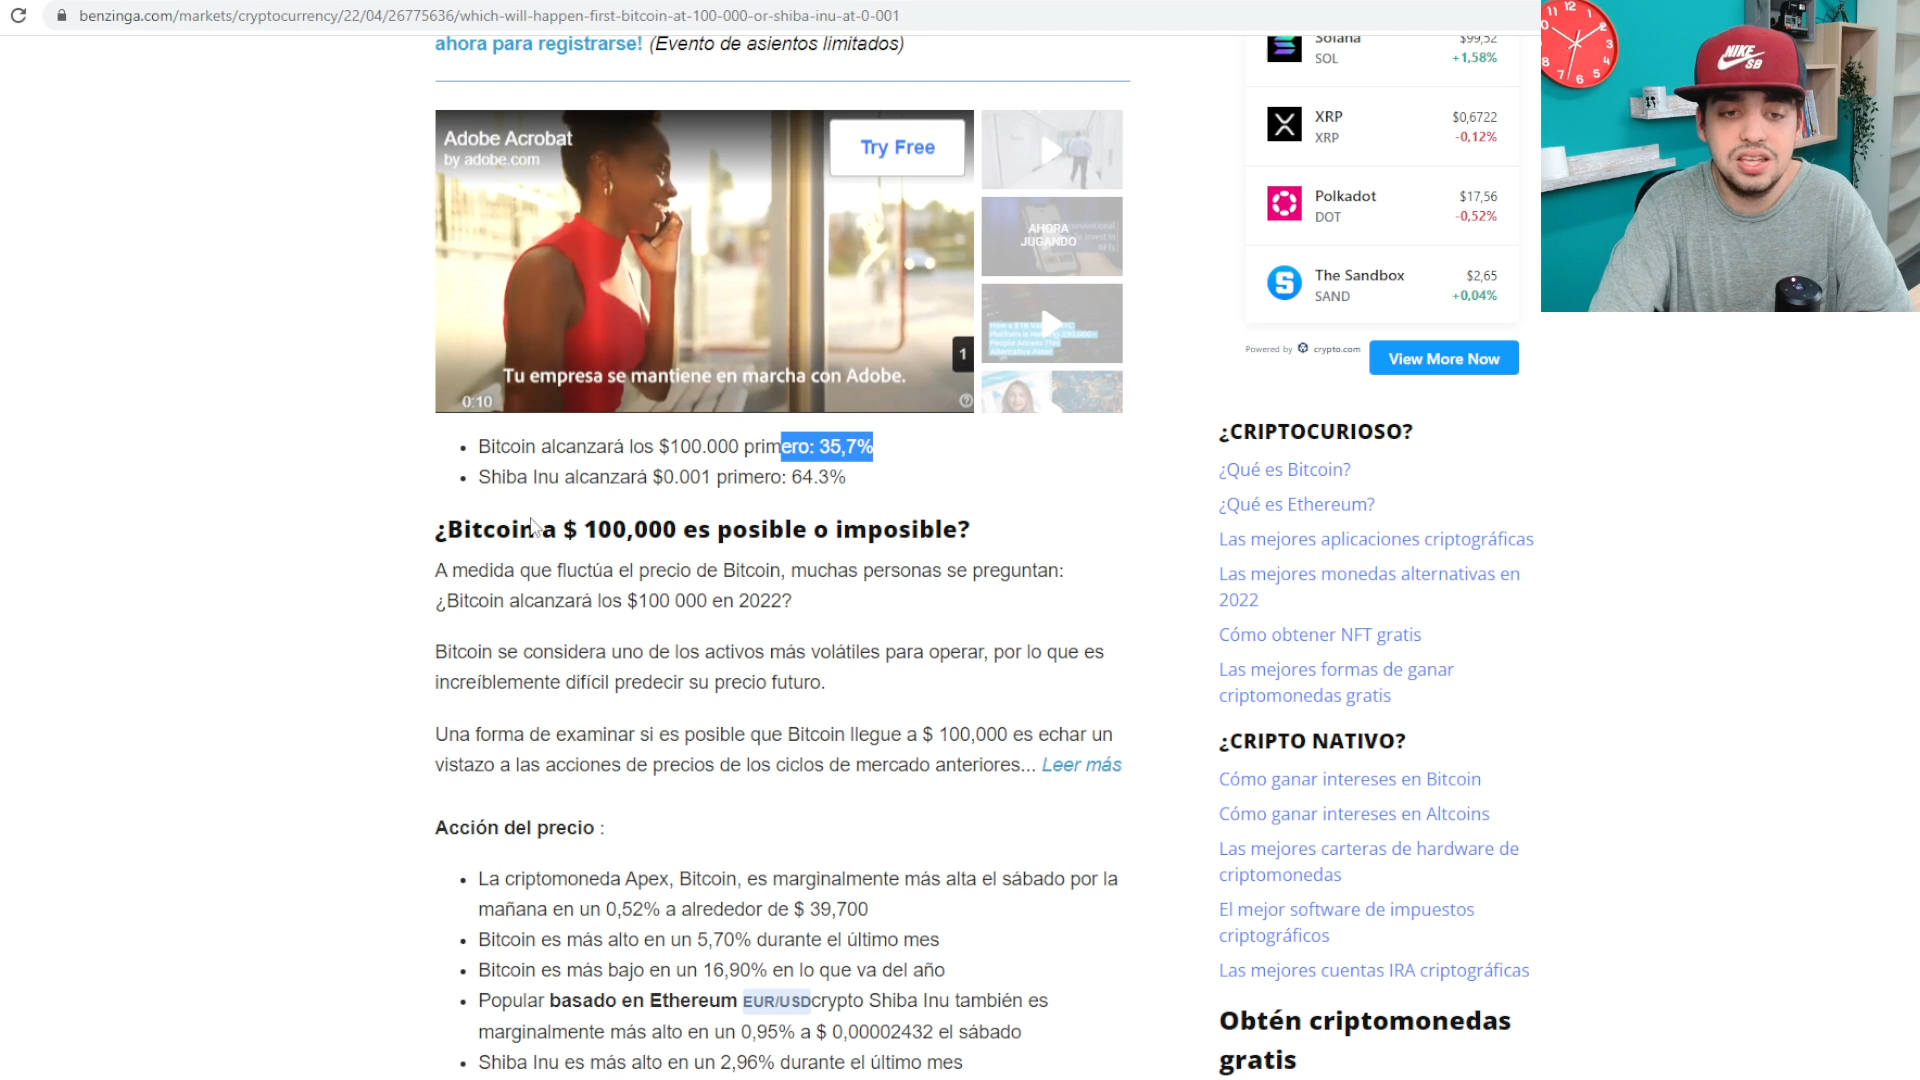 benzinga.com/markets/cryptocurrency/22/04/26775636/which-will-happen-first-bitcoin-at-100-000-or-shiba-inu-at-0-001
ahora para registrarse! (Evento de asientos limitados)
Adobe Acrobat
by adobe.com
Try Free
AHORA
JUGANDO
1
Tu empresa se mantiene en marcha con Adobe.
0:10
Bitcoin alcanzará los $100.000 primero: 35,7%
Shiba Inu alcanzará $0.001 primero: 64.3%
¿Bitcoin a $ 100,000 es posible o imposible?
A medida que fluctúa el precio de Bitcoin, muchas personas se preguntan:
¿Bitcoin alcanzará los $100 000 en 2022?
Bitcoin se considera uno de los activos más volátiles para operar, por lo que es
increíblemente difícil predecir su precio futuro.
Una forma de examinar si es posible que Bitcoin llegue a $ 100,000 es echar un
vistazo a las acciones de precios de los ciclos de mercado anteriores... Leer más
Acción del precio :
La criptomoneda Apex, Bitcoin, es marginalmente más alta el sábado por la
mañana en un 0,52% a alrededor de $ 39,700
Bitcoin es más alto en un 5,70% durante el último mes
Bitcoin es más bajo en un 16,90% en lo que va del año
Popular basado en Ethereum EUR/USDcrypto Shiba Inu también es
marginalmente más alto en un 0,95% a $ 0,00002432 el sábado
Shiba Inu es más alto en un 2,96% durante el último mes
Solana $99,52
SOL +1,58%
XRP $0,6722
XRP -0,12%
Polkadot $17,56
DOT -0,52%
The Sandbox $2,65
SAND +0,04%
Powered by crypto.com
View More Now
¿CRIPTOCURIOSO?
¿Qué es Bitcoin?
¿Qué es Ethereum?
Las mejores aplicaciones criptográficas
Las mejores monedas alternativas en
2022
Cómo obtener NFT gratis
Las mejores formas de ganar
criptomonedas gratis
¿CRIPTO NATIVO?
Cómo ganar intereses en Bitcoin
Cómo ganar intereses en Altcoins
Las mejores carteras de hardware de
criptomonedas
El mejor software de impuestos
criptográficos
Las mejores cuentas IRA criptográficas
Obtén criptomonedas
gratis
NIKE
SB